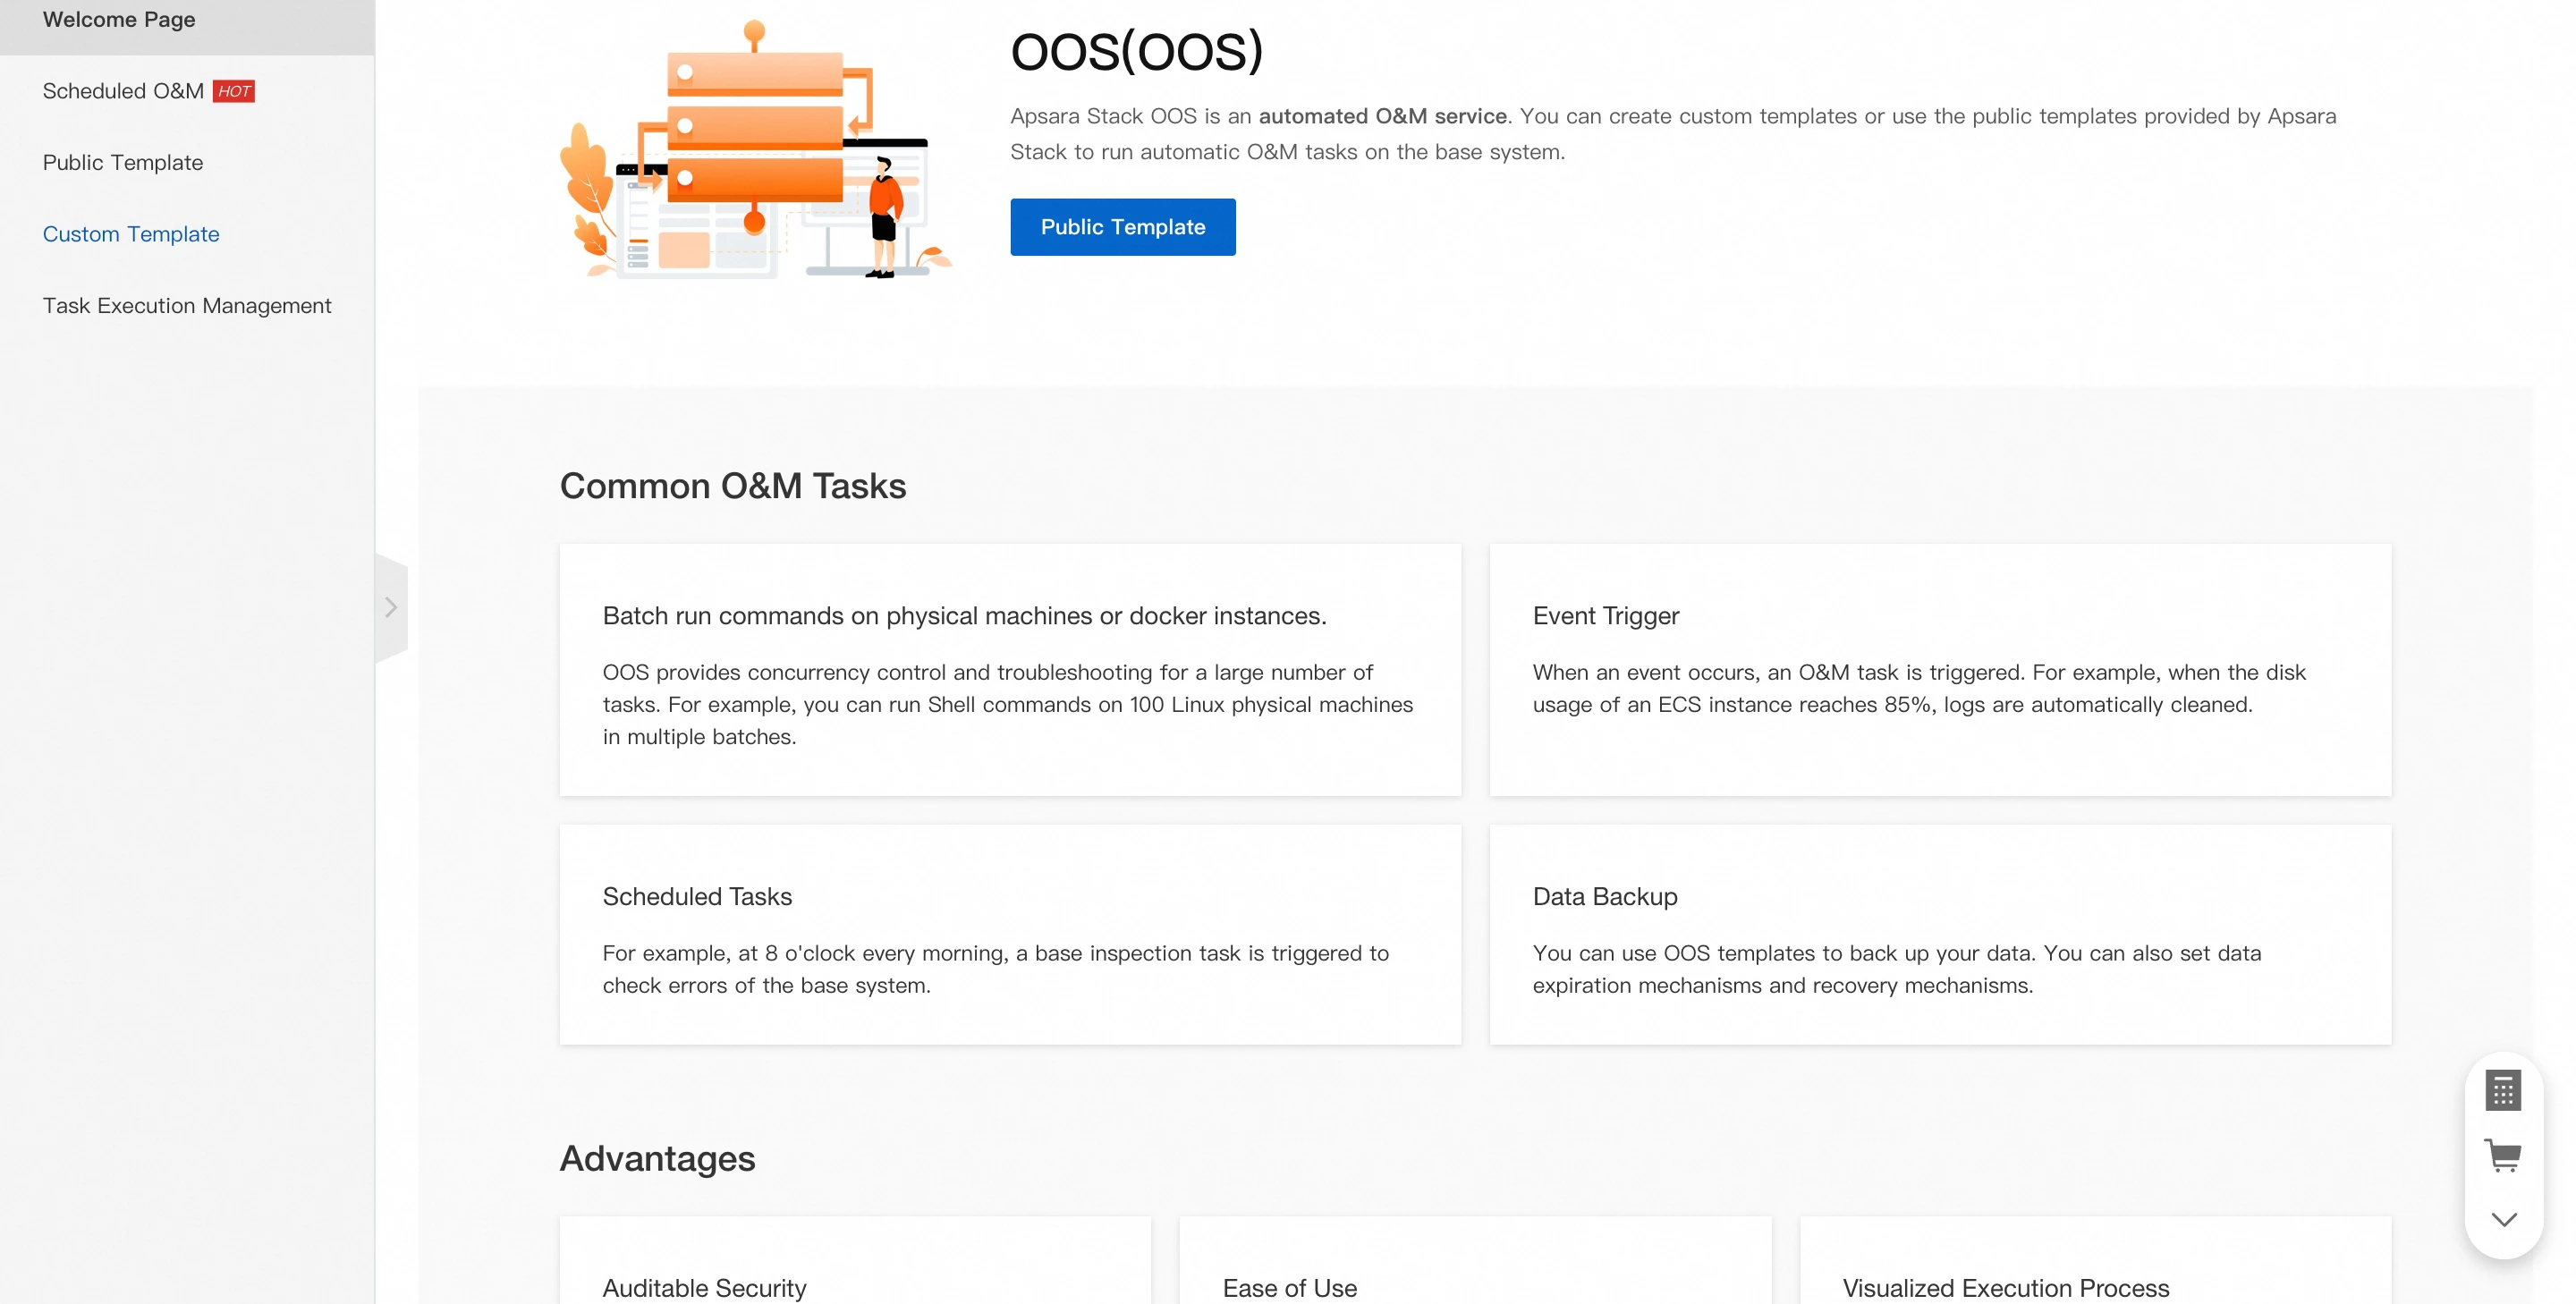 Welcome Page
Scheduled O&M HOT
Public Template
Custom Template
Task Execution Management
OOS(OOS)
Apsara Stack OOS is an automated O&M service. You can create custom templates or use the public templates provided by Apsara
Stack to run automatic O&M tasks on the base system.
Public Template
Common O&M Tasks
Batch run commands on physical machines or docker instances.
OOS provides concurrency control and troubleshooting for a large number of
tasks. For example, you can run Shell commands on 100 Linux physical machines
in multiple batches.
Event Trigger
When an event occurs, an O&M task is triggered. For example, when the disk
usage of an ECS instance reaches 85%, logs are automatically cleaned.
Scheduled Tasks
For example, at 8 o'clock every morning, a base inspection task is triggered to
check errors of the base system.
Data Backup
You can use OOS templates to back up your data. You can also set data
expiration mechanisms and recovery mechanisms.
Advantages
Auditable Security
Ease of Use
Visualized Execution Process